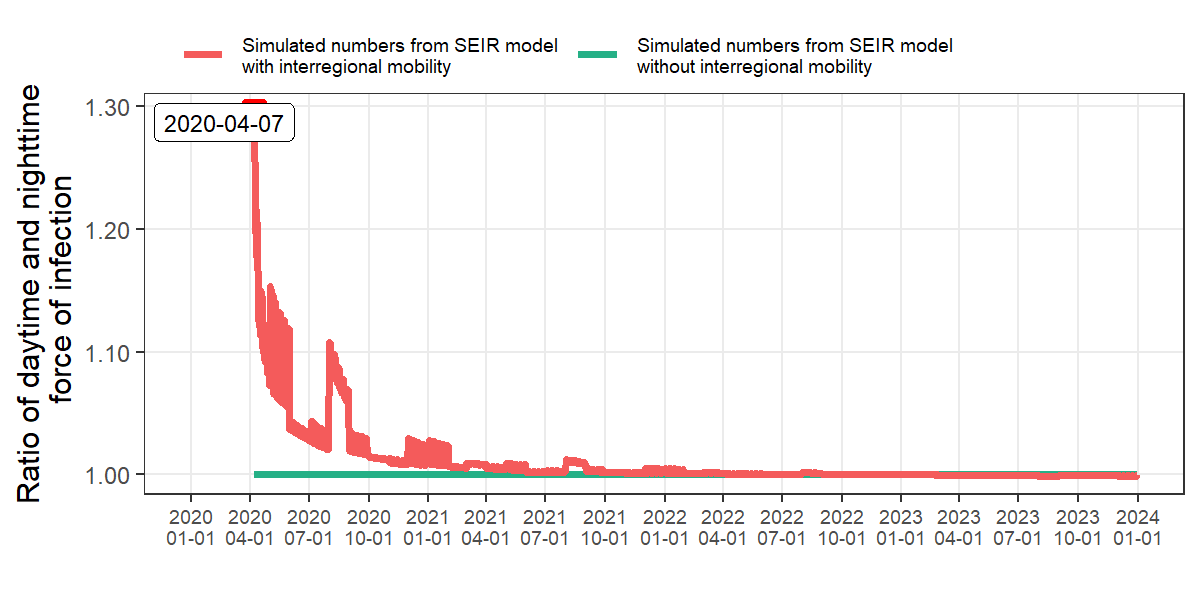 Simulated numbers from SEIR model
with interregional mobility
Simulated numbers from SEIR model
without interregional mobility
Ratio of daytime and nighttime
force of infection
1.30
1.20
1.10
1.00
2020-04-07
2020 2020 2020 2020 2021 2021 2021 2021 2022 2022 2022 2022 2023 2023 2023 2023 2024
01-01 04-01 07-01 10-01 01-01 04-01 07-01 10-01 01-01 04-01 07-01 10-01 01-01 04-01 07-01 10-01 01-01